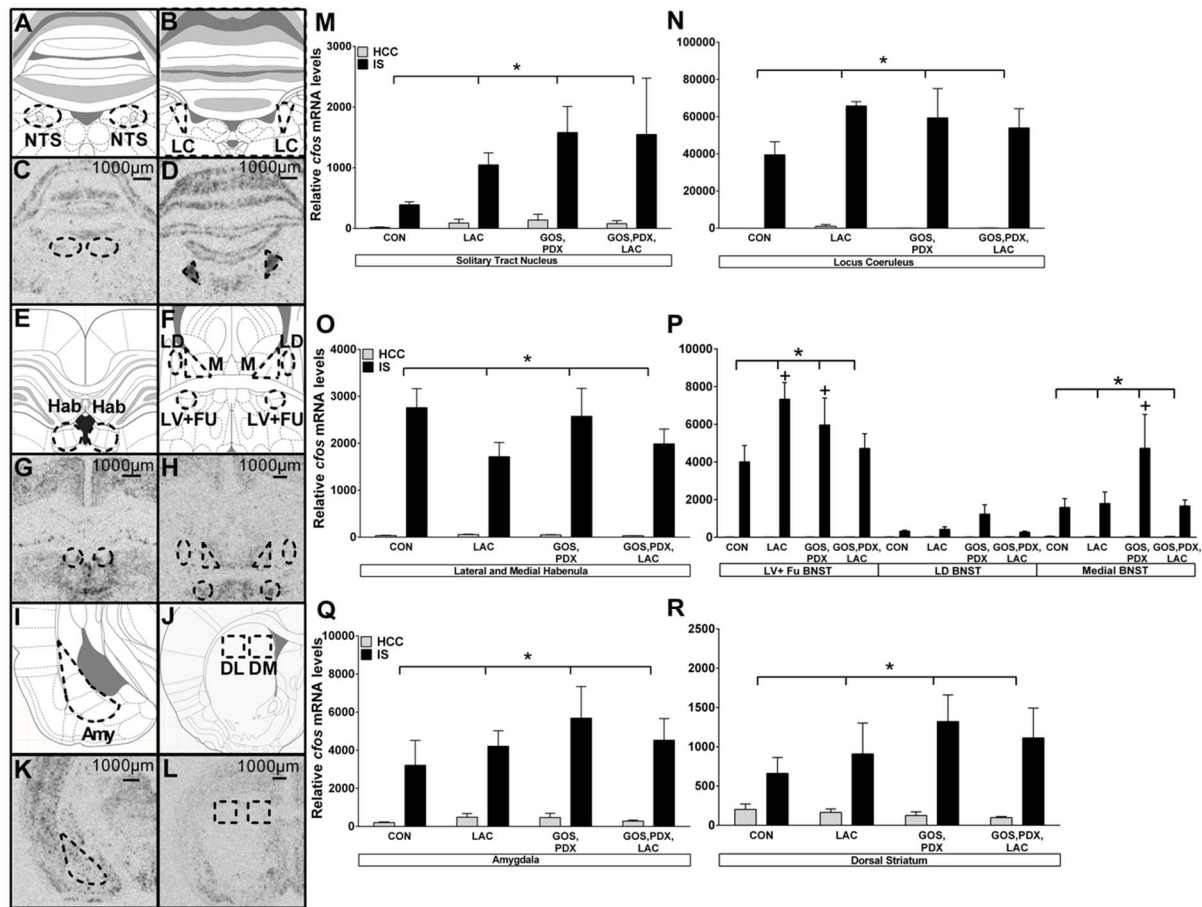 A
NTS NTS
B
LC LC
C
1000µm
D
1000µm
E
Hab Hab
F
LD LD
M M
LV+FU LV+FU
G
1000µm
H
1000µm
I
Amy
J
DL DM
K
1000µm
L
1000µm
M
HCC
IS
Relative cfos mRNA levels
3000
2000
1000
0
*
CON LAC GOS, PDX GOS,PDX, LAC
Solitary Tract Nucleus
N
100000
80000
60000
40000
20000
0
*
CON LAC GOS, PDX GOS,PDX, LAC
Locus Coeruleus
O
HCC
IS
Relative cfos mRNA levels
4000
3000
2000
1000
0
*
CON LAC GOS, PDX GOS,PDX, LAC
Lateral and Medial Habenula
P
10000
8000
6000
4000
2000
0
*
+ +
*
+
CON LAC GOS, PDX GOS,PDX, LAC CON LAC GOS, PDX GOS,PDX, LAC CON LAC GOS, PDX GOS,PDX, LAC
LV+ Fu BNST LD BNST Medial BNST
Q
HCC
IS
Relative cfos mRNA levels
10000
8000
6000
4000
2000
0
*
CON LAC GOS, PDX GOS,PDX, LAC
Amygdala
R
2500
2000
1500
1000
500
0
*
CON LAC GOS, PDX GOS,PDX, LAC
Dorsal Striatum